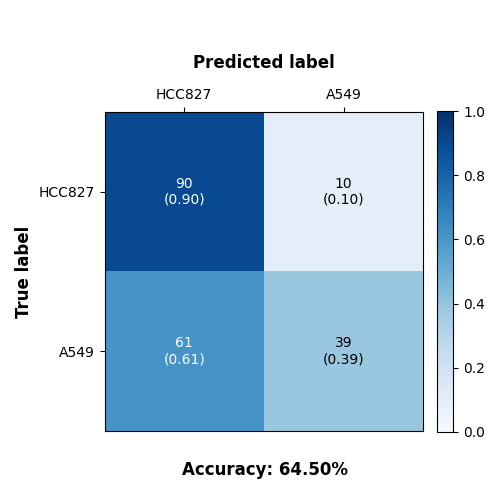 Predicted label
HCC827 A549
1.0
HCC827
90
(0.90)
10
(0.10)
0.8
0.6
True label
A549
61
(0.61)
39
(0.39)
0.4
0.2
0.0
Accuracy: 64.50%